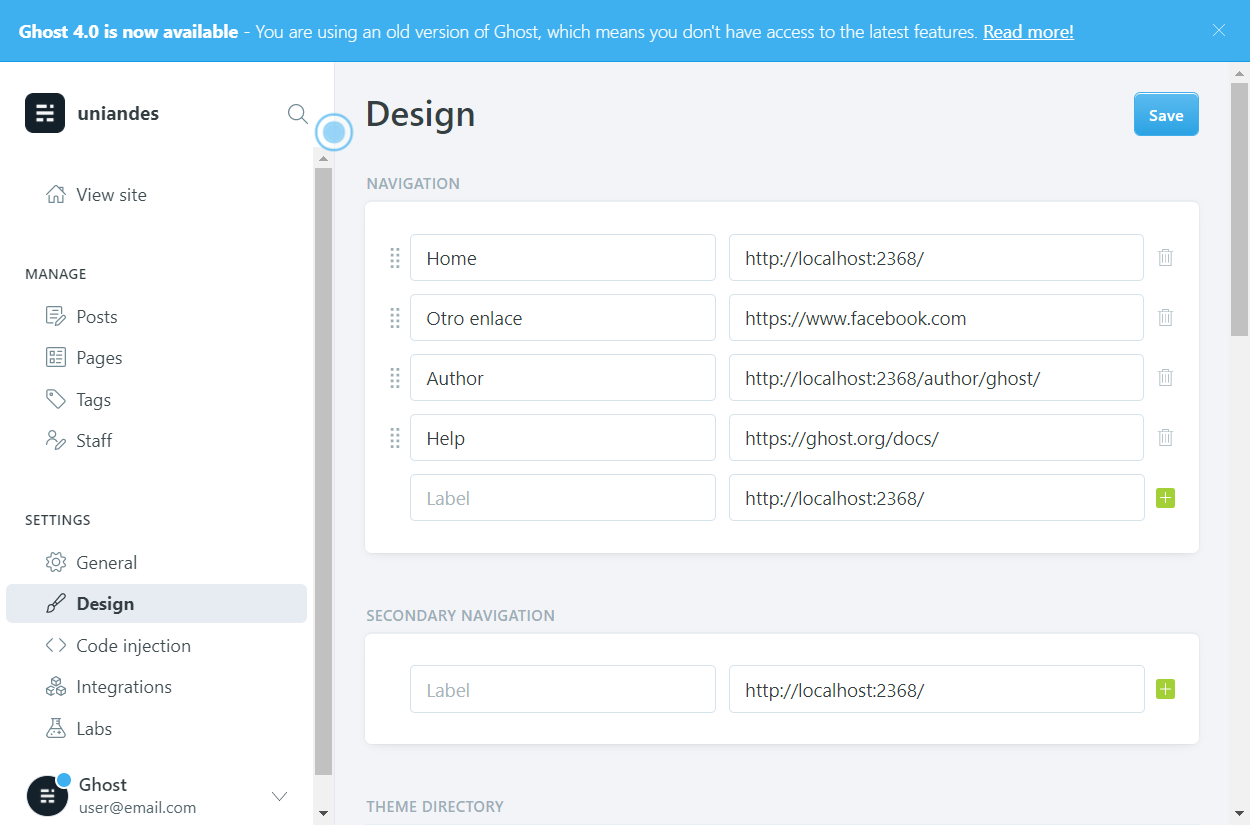 Ghost 4.0 is now available - You are using an old version of Ghost, which means you don't have access to the latest features. Read more!
uniandes
View site
MANAGE
Posts
Pages
Tags
Staff
SETTINGS
General
Design
Code injection
Integrations
Labs
Ghost
user@email.com
Design
Save
NAVIGATION
Home http://localhost:2368/
Otro enlace https://www.facebook.com
Author http://localhost:2368/author/ghost/
Help https://ghost.org/docs/
Label http://localhost:2368/
SECONDARY NAVIGATION
Label http://localhost:2368/
THEME DIRECTORY